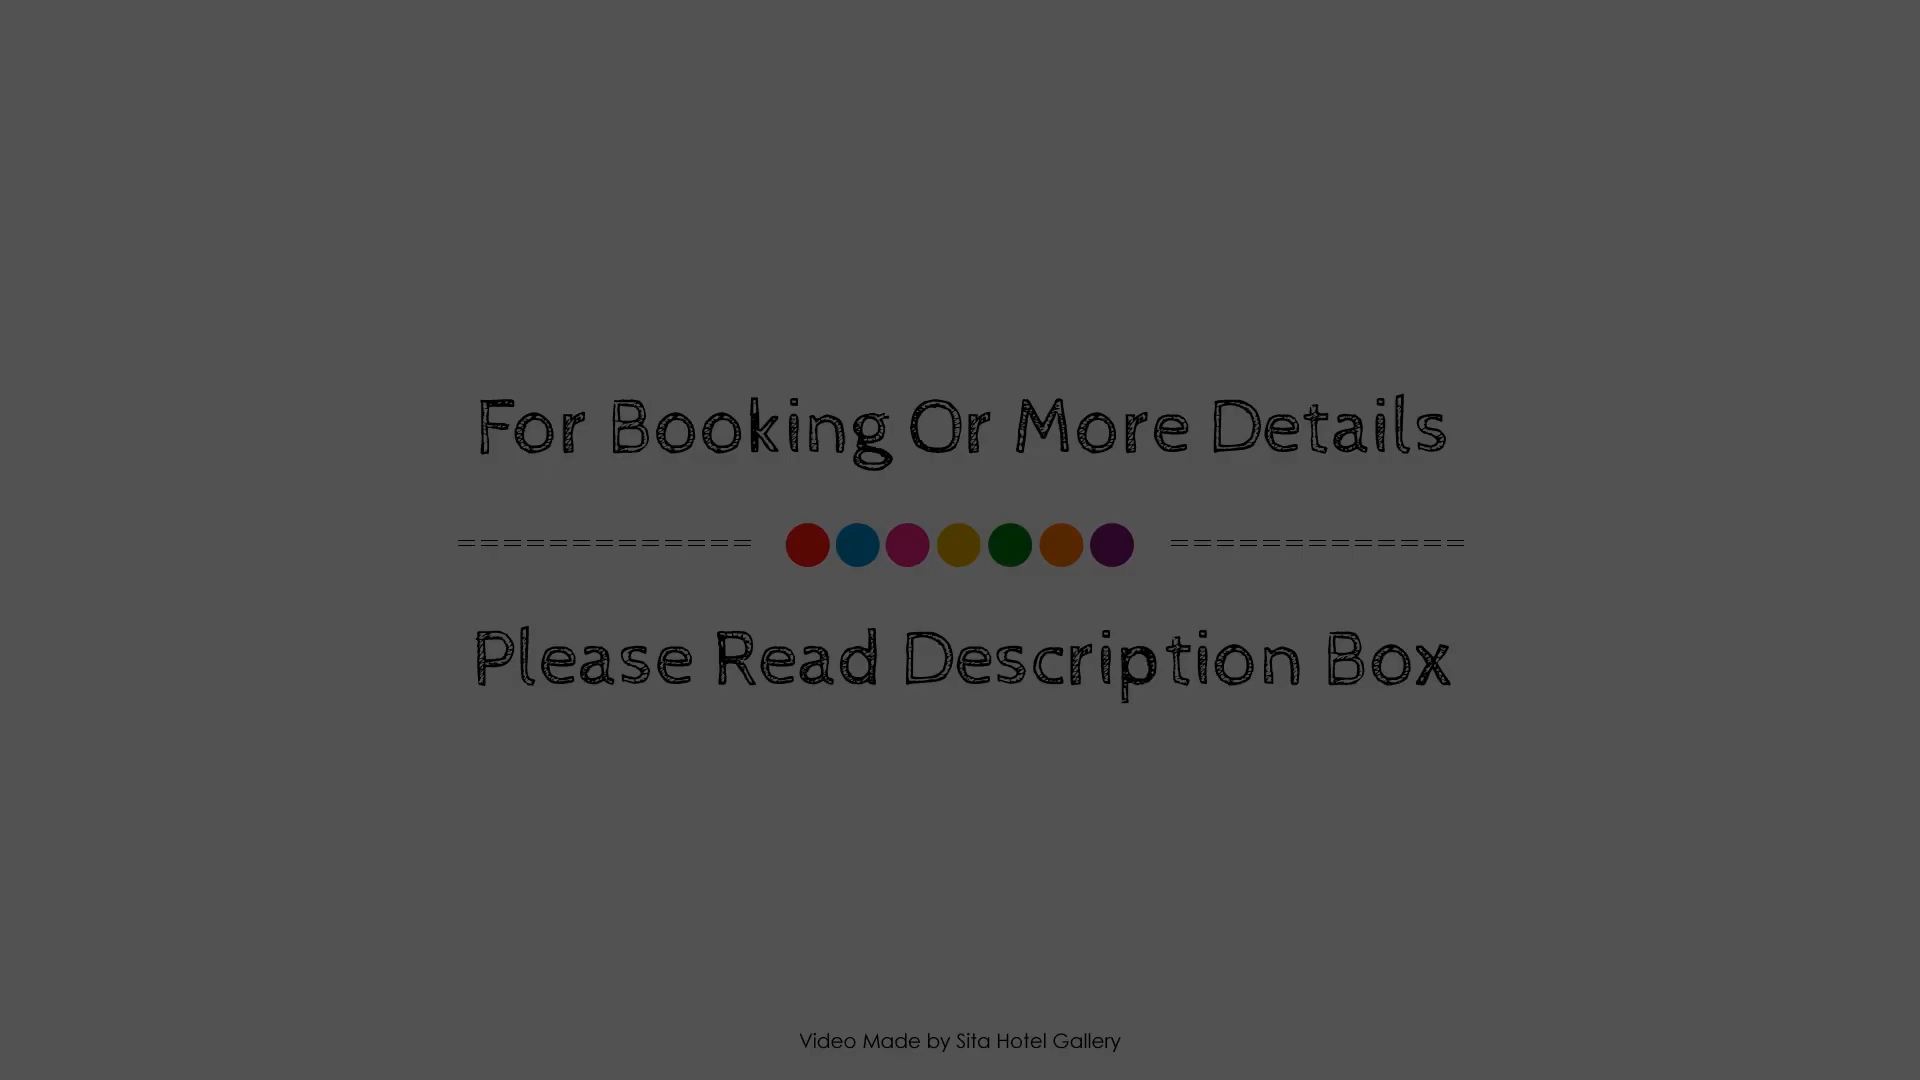 For Booking Or More Details
============= =============
Please Read Description Box
Video Made by Sita Hotel Gallery